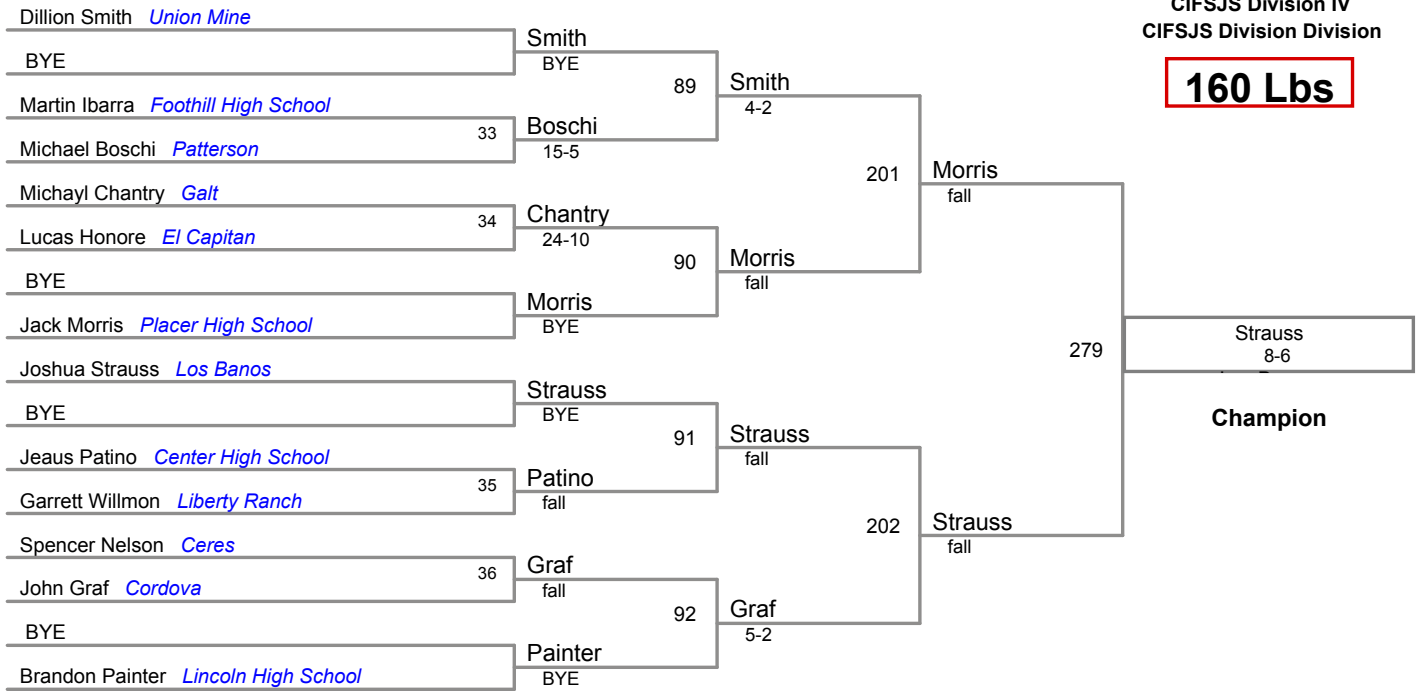 CIFSJS Division IV
CIFSJS Division Division
160 Lbs
Dillion Smith Union Mine
BYE
Martin Ibarra Foothill High School
Michael Boschi Patterson
Michayl Chantry Galt
Lucas Honore El Capitan
BYE
Jack Morris Placer High School
Joshua Strauss Los Banos
BYE
Jeaus Patino Center High School
Garrett Willmon Liberty Ranch
Spencer Nelson Ceres
John Graf Cordova
BYE
Brandon Painter Lincoln High School
33
34
35
36
Smith
BYE
Boschi
15-5
Chantry
24-10
Morris
BYE
Strauss
BYE
Patino
fall
Graf
fall
Painter
BYE
89
90
91
92
Smith
4-2
Morris
fall
Strauss
fall
Graf
5-2
201
202
Morris
fall
Strauss
fall
279
Strauss
8-6
Champion